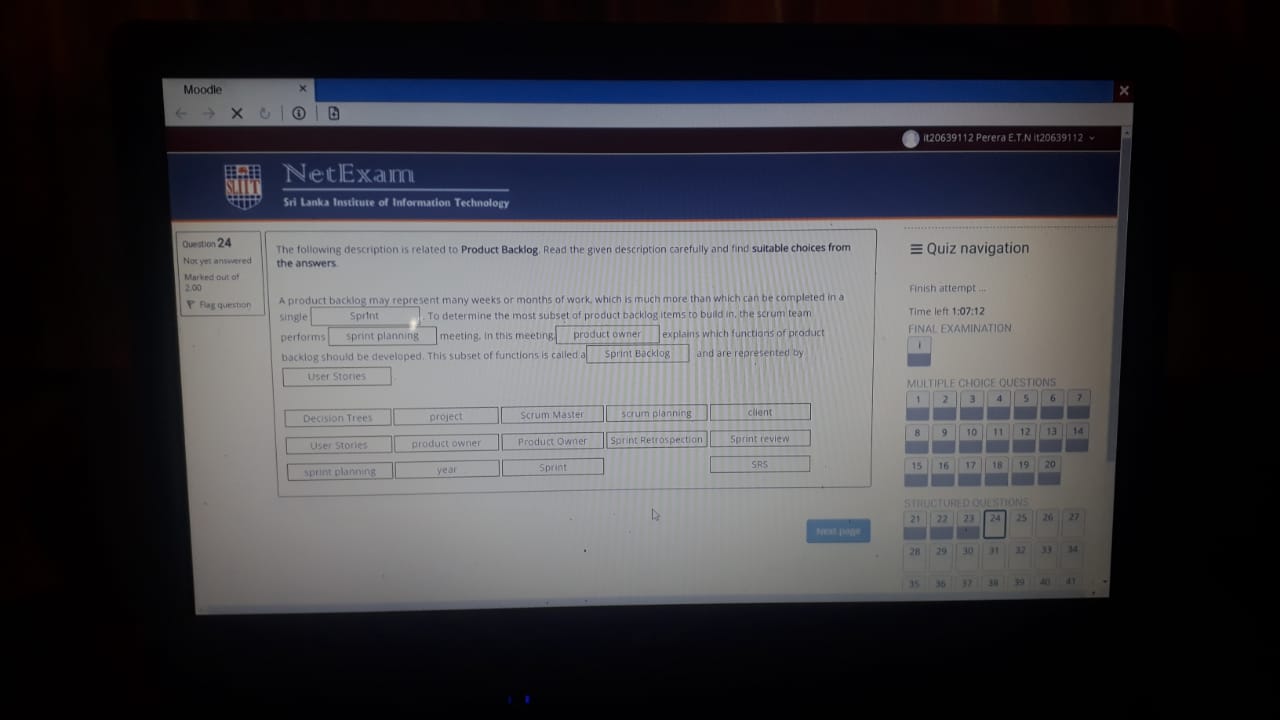 Moodle
it20639112 Perera E.T.N it20639112
SLIIT
NetExam
Sri Lanka Institute of Information Technology
Question 24
Not yet answered
Marked out of
2.00
Flag question
The following description is related to Product Backlog. Read the given description carefully and find suitable choices from
the answers.
A product backlog may represent many weeks or months of work, which is much more than which can be completed in a
single Sprint . To determine the most subset of product backlog items to build in, the scrum team
performs sprint planning meeting. In this meeting, product owner explains which functions of product
backlog should be developed. This subset of functions is called a Sprint Backlog and are represented by
User Stories
Decision Trees project Scrum Master scrum planning client
User Stories product owner Product Owner Sprint Retrospection Sprint review
sprint planning year Sprint SRS
Next page
Quiz navigation
Finish attempt ...
Time left 1:07:12
FINAL EXAMINATION
i
MULTIPLE CHOICE QUESTIONS
1 2 3 4 5 6 7
8 9 10 11 12 13 14
15 16 17 18 19 20
STRUCTURED QUESTIONS
21 22 23 24 25 26 27
28 29 30 31 32 33 34
35 36 37 38 39 40 41